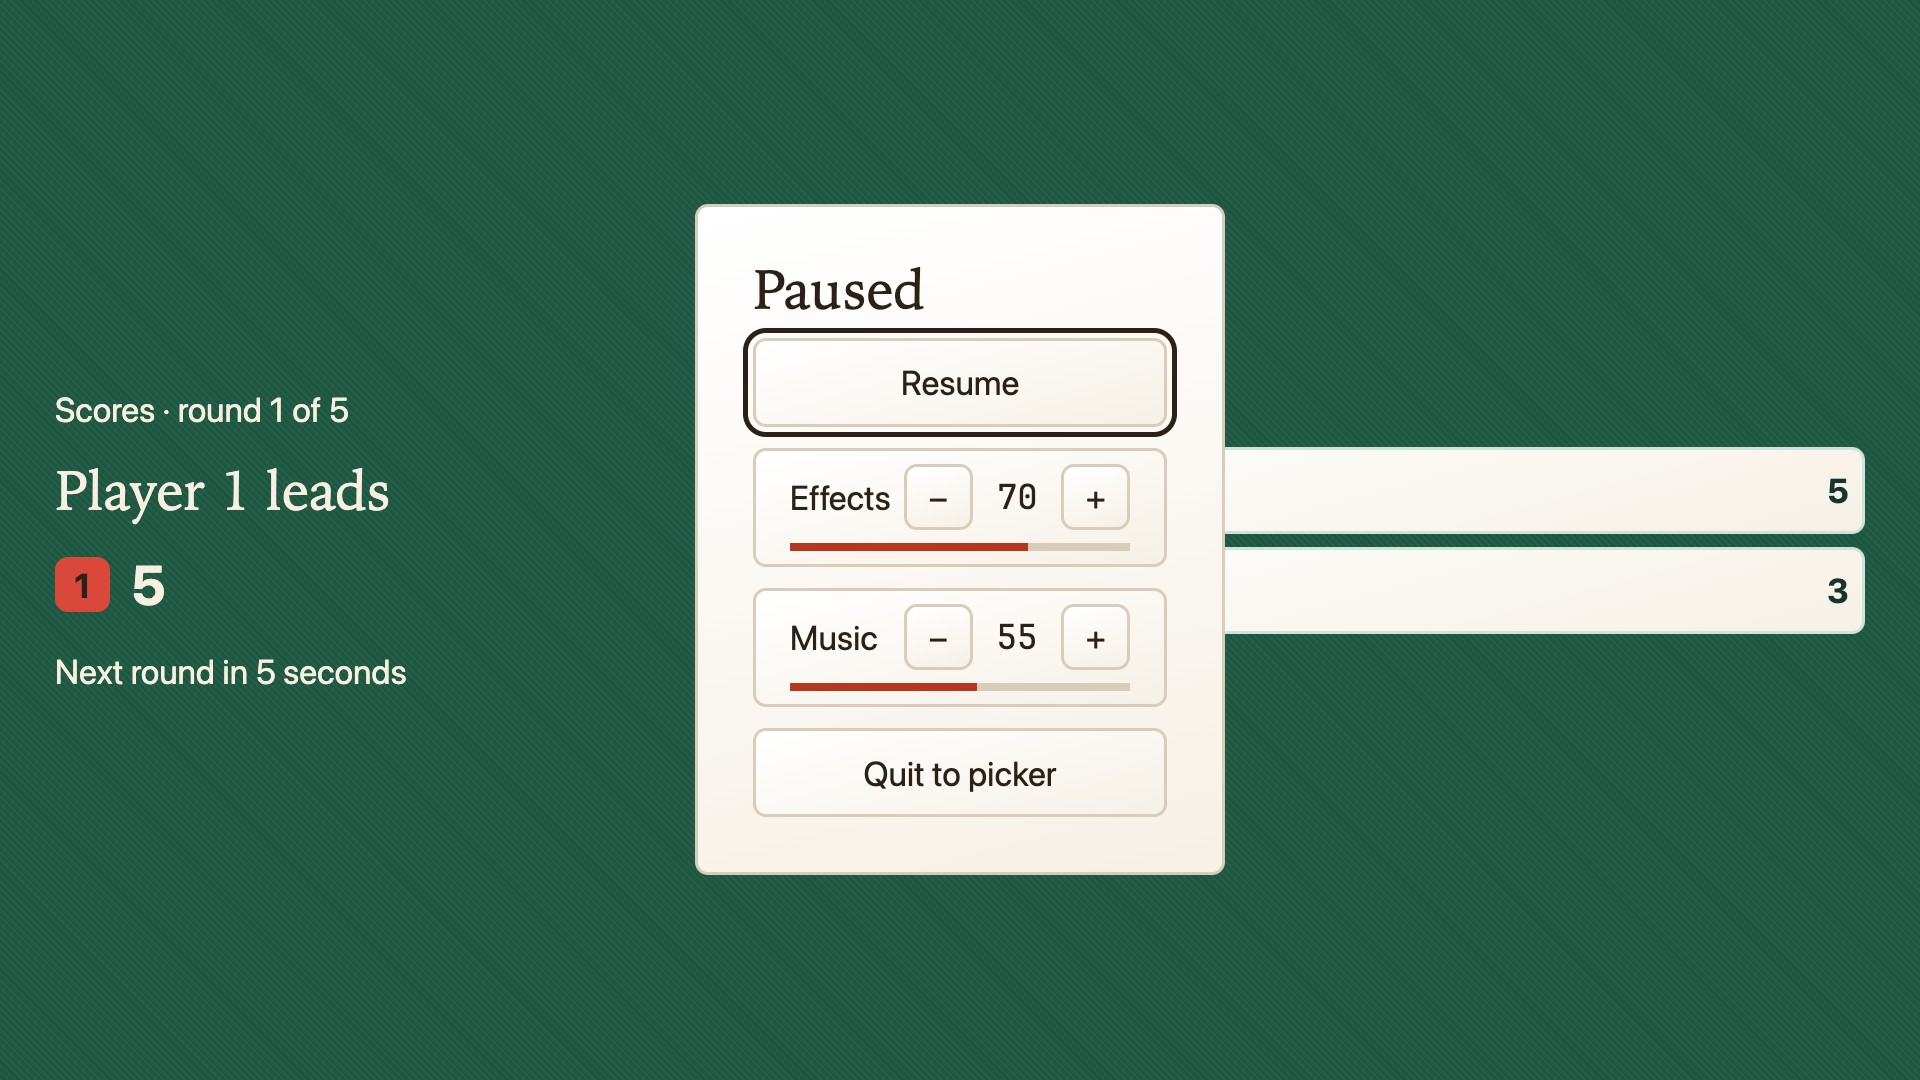 Scores · round 1 of 5
Player 1 leads
1 5
Next round in 5 seconds
Paused
Resume
Effects − 70 +
Music − 55 +
Quit to picker
5
3